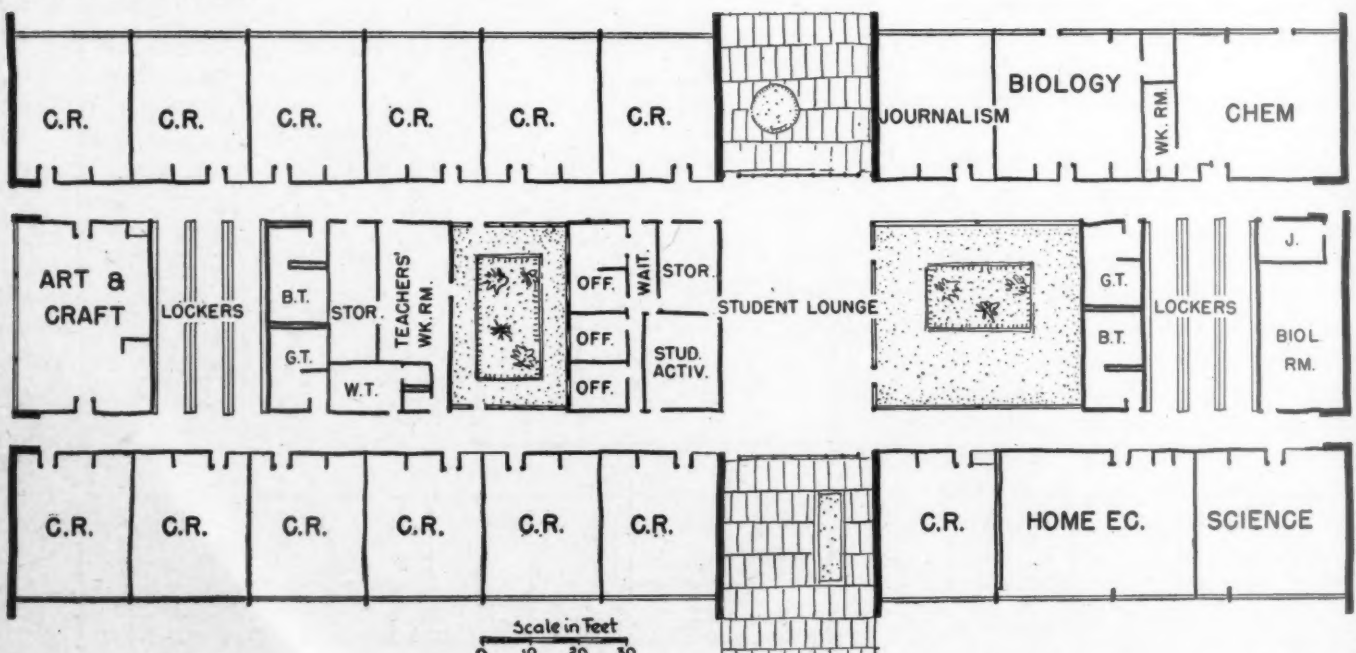 C.R. C.R. C.R. C.R. C.R. C.R. JOURNALISM BIOLOGY WK. RM. CHEM
ART &
CRAFT
LOCKERS
B.T.
G.T.
STOR.
W.T.
TEACHERS'
WK. RM.
OFF.
OFF.
OFF.
WAIT.
STOR.
STUD.
ACTIV.
STUDENT LOUNGE
G.T.
B.T.
LOCKERS
J.
BIOL
RM.
C.R. C.R. C.R. C.R. C.R. C.R. C.R. HOME EC. SCIENCE
Scale in Feet
0 10 20 30